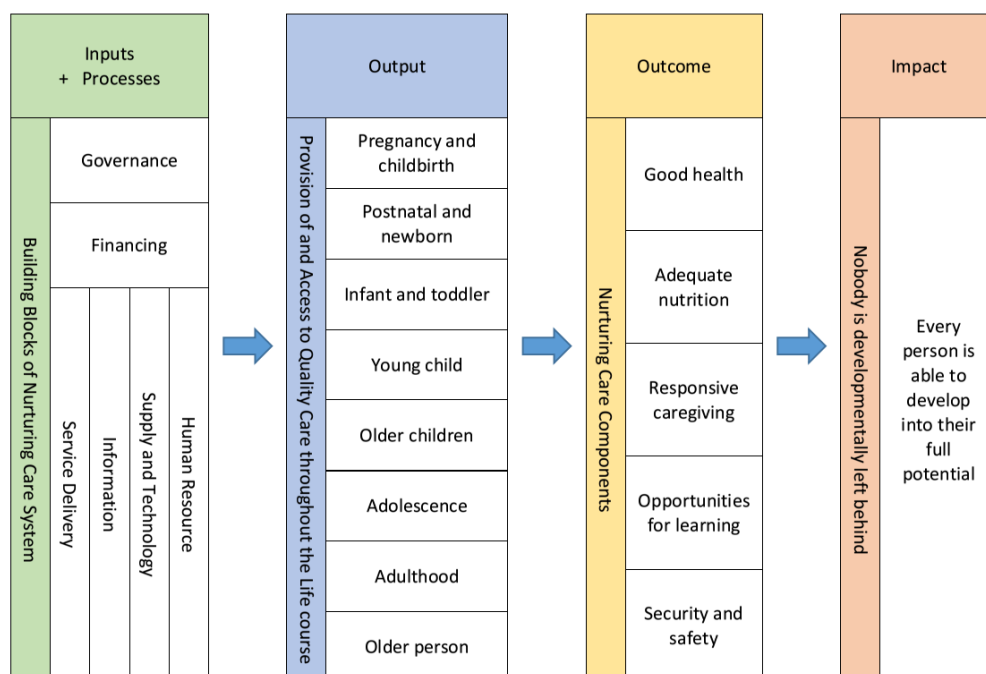 Inputs
+ Processes
Building Blocks of Nurturing Care System
Governance
Financing
Service Delivery
Information
Supply and Technology
Human Resource
Output
Provision of and Access to Quality Care throughout the Life course
Pregnancy and
childbirth
Postnatal and
newborn
Infant and toddler
Young child
Older children
Adolescence
Adulthood
Older person
Outcome
Nurturing Care Components
Good health
Adequate
nutrition
Responsive
caregiving
Opportunities
for learning
Security and
safety
Impact
Nobody is developmentally left behind
Every
person is
able to
develop
into their
full
potential